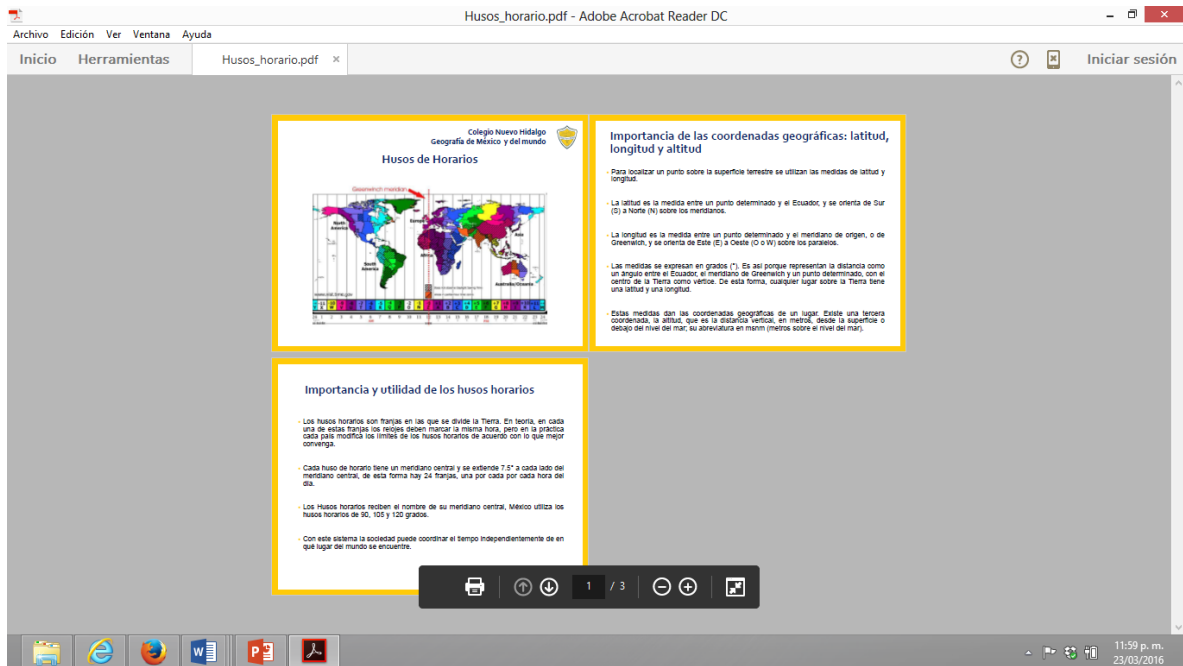 Husos_horario.pdf - Adobe Acrobat Reader DC
Archivo Edición Ver Ventana Ayuda
Inicio Herramientas Husos_horario.pdf × Iniciar sesión
Colegio Nuevo Hidalgo
Geografía de México y del mundo
Husos de Horarios
Greenwinch meridian
North
America
Europe
Asia
Africa
South
America
Australia/Oceania
Importancia de las coordenadas geográficas: latitud,
longitud y altitud
Para localizar un punto sobre la superficie terrestre se utilizan las medidas de latitud y
longitud.
La latitud es la medida entre un punto determinado y el Ecuador, y se orienta de Sur
(S) a Norte (N) sobre los meridianos.
La longitud es la medida entre un punto determinado y el meridiano de origen, o de
Greenwich, y se orienta de Este (E) a Oeste (O o W) sobre los paralelos.
Las medidas se expresan en grados (°). Es así porque representan la distancia como
un ángulo entre el Ecuador, el meridiano de Greenwich y un punto determinado, con el
centro de la Tierra como vértice. De esta forma, cualquier lugar sobre la Tierra tiene
una latitud y una longitud.
Estas medidas dan las coordenadas geográficas de un lugar. Existe una tercera
coordenada, la altitud, que es la distancia vertical, en metros, desde la superficie o
debajo del nivel del mar; su abreviatura en msnm (metros sobre el nivel del mar).
Importancia y utilidad de los husos horarios
Los husos horarios son franjas en las que se divide la Tierra. En teoría, en cada
una de estas franjas los relojes deben marcar la misma hora, pero en la práctica
cada país modifica los límites de los husos horarios de acuerdo con lo que mejor
convenga.
Cada huso de horario tiene un meridiano central y se extiende 7.5° a cada lado del
meridiano central, de esta forma hay 24 franjas, una por cada por cada hora del
día.
Los Husos horarios reciben el nombre de su meridiano central, México utiliza los
husos horarios de 90, 105 y 120 grados.
Con este sistema la sociedad puede coordinar el tiempo independientemente de en
qué lugar del mundo se encuentre.
1 / 3
11:59 p. m.
23/03/2016